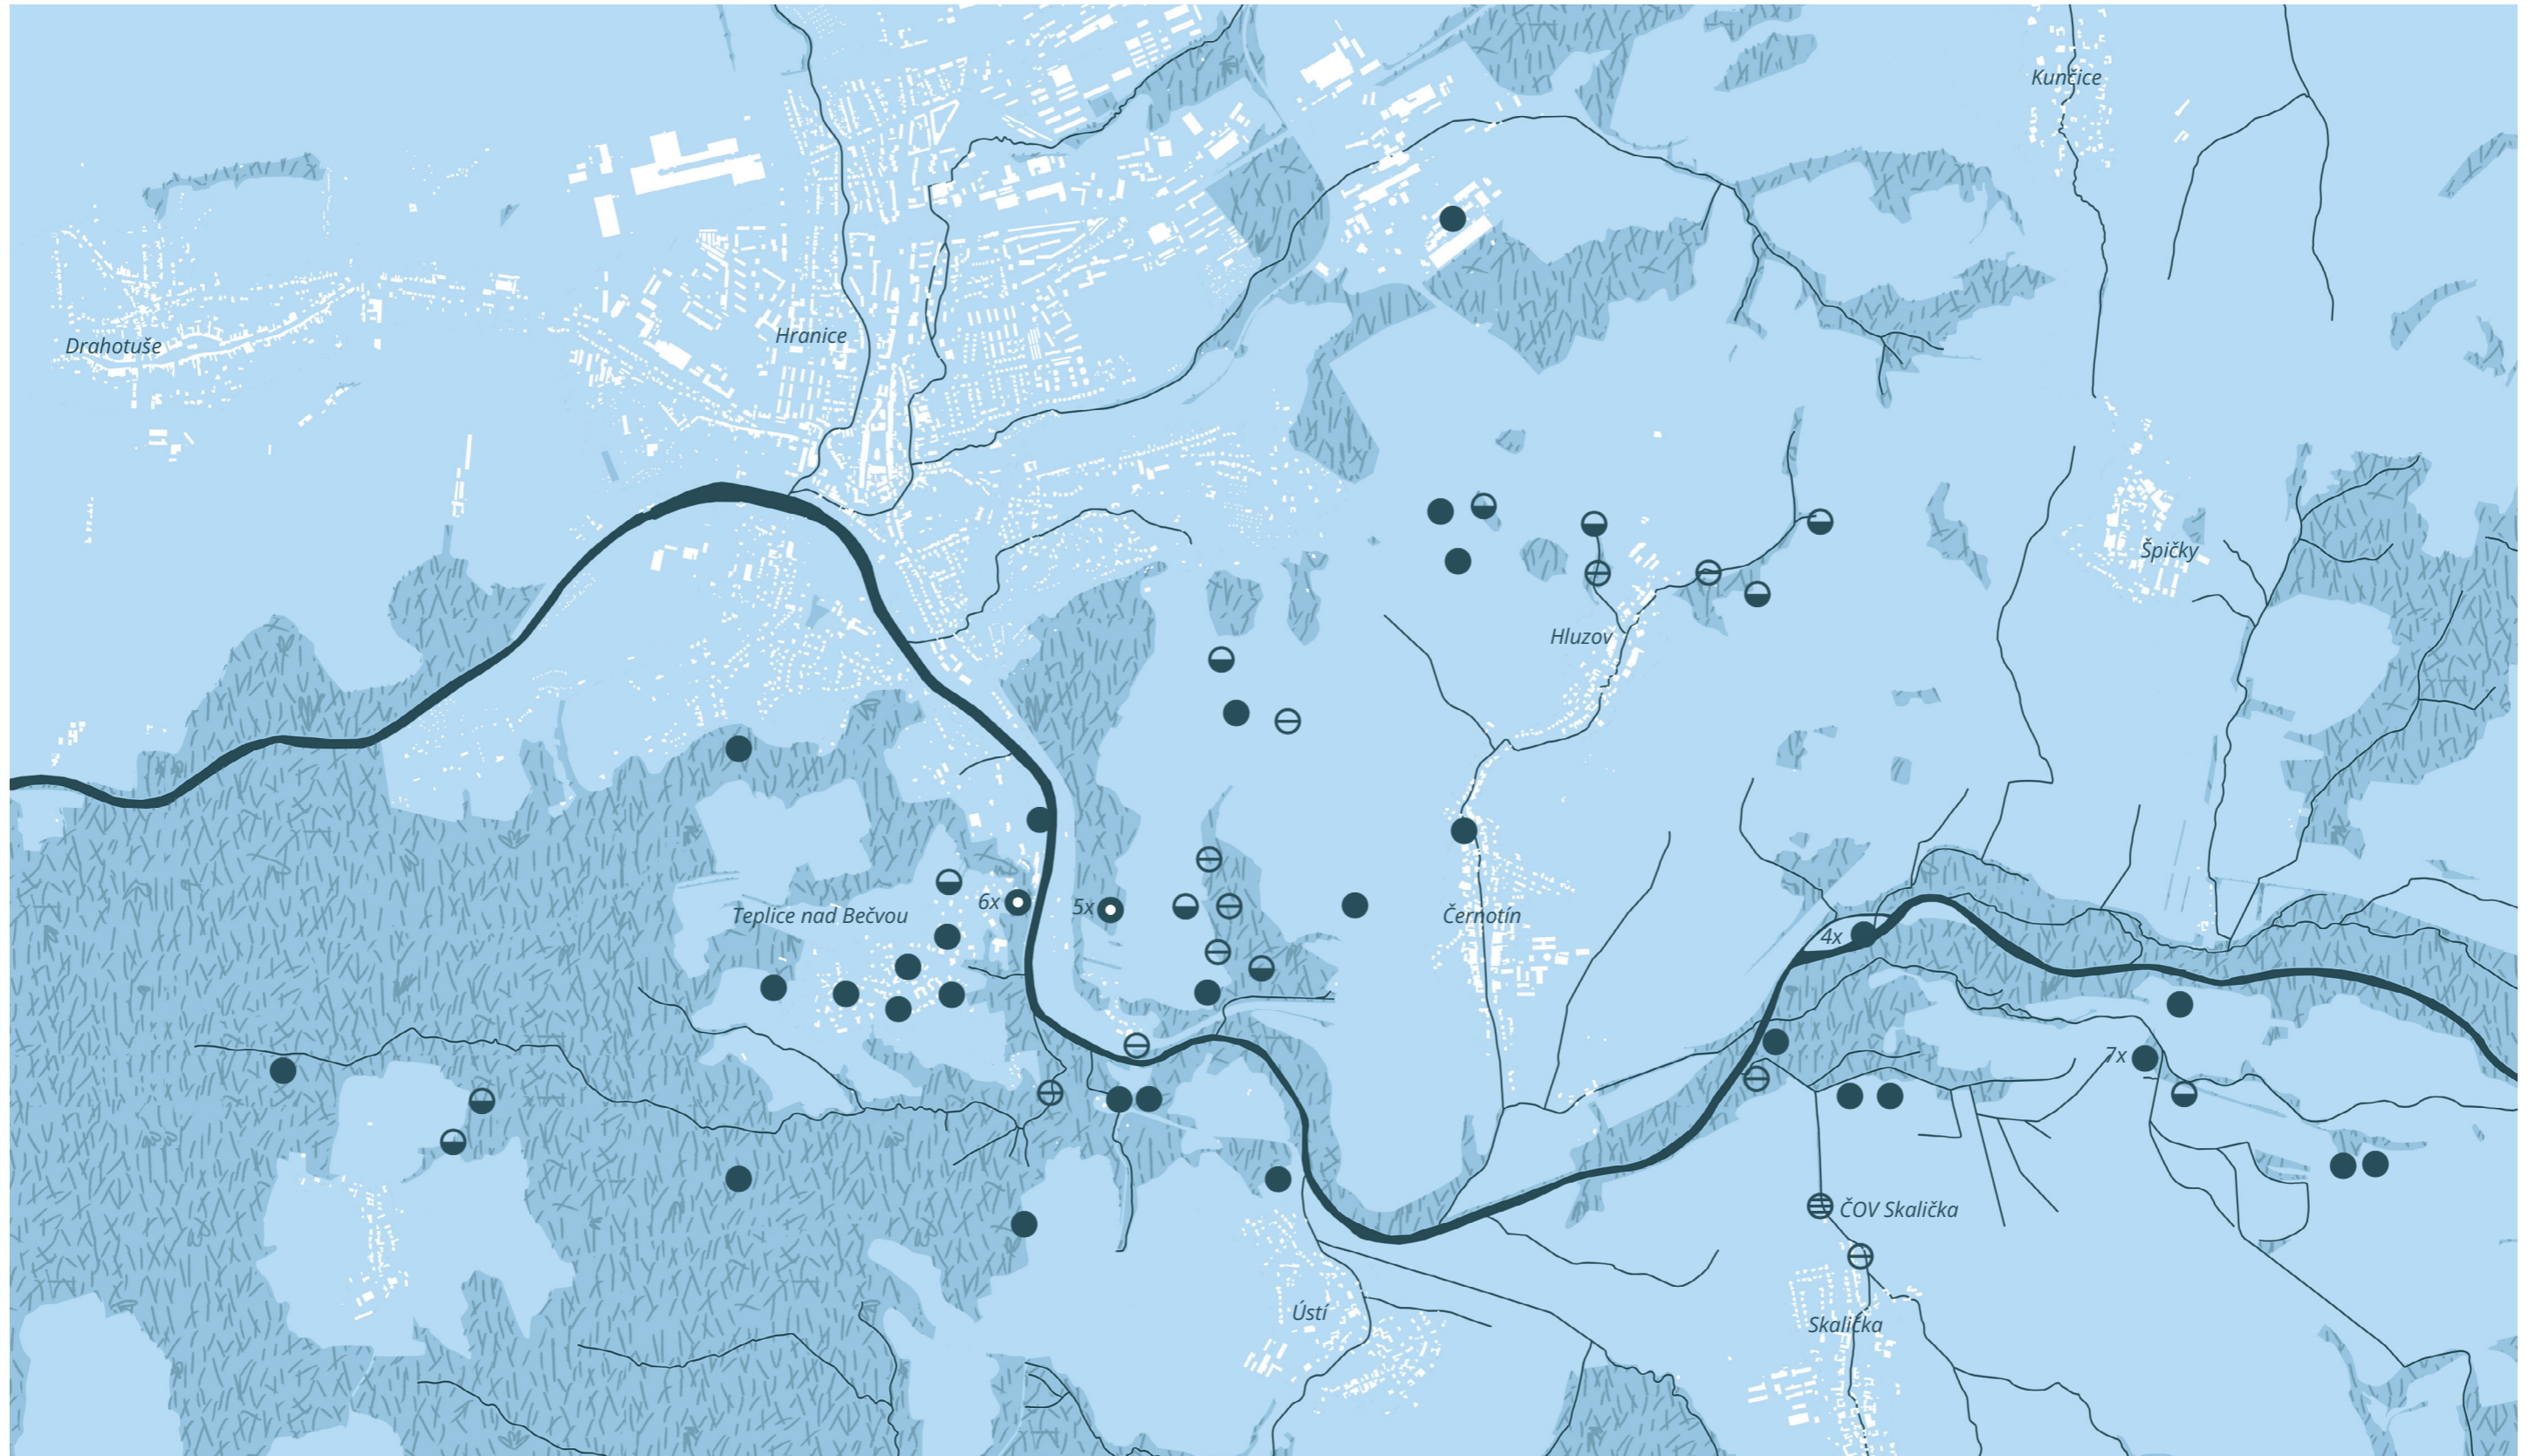 Kunčice
Hranice
Drahotuše
Špičky
Hluzov
6x
5x
Teplice nad Bečvou
Černotín
4x
7x
ČOV Skalička
Ústí
Skalička